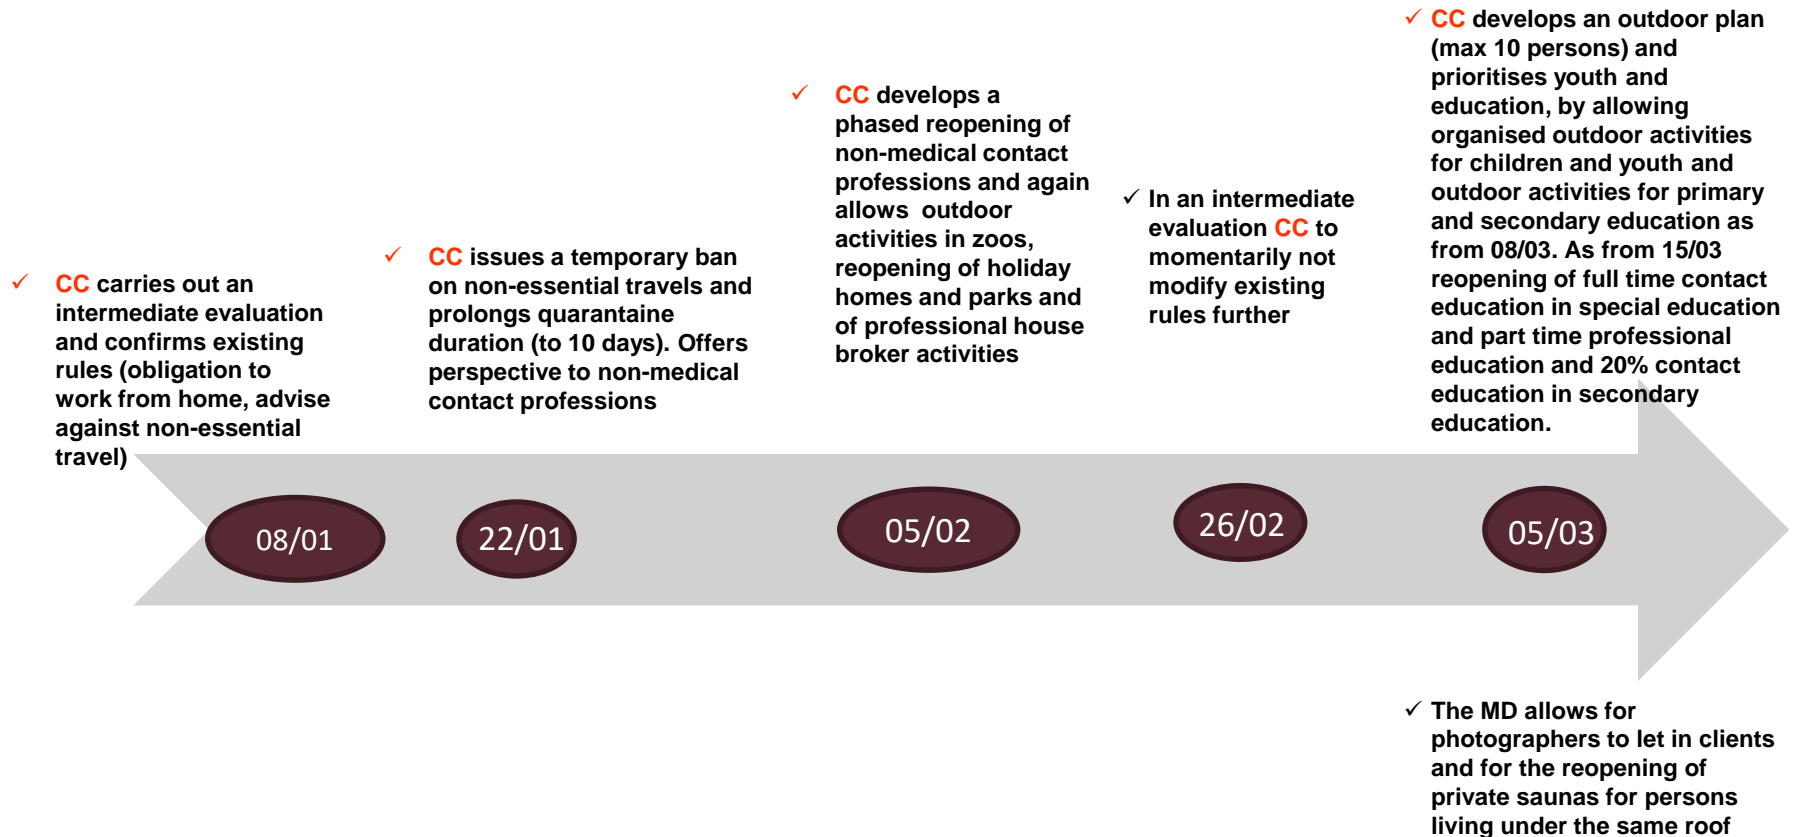 ✓ CC carries out an
intermediate evaluation
and confirms existing
rules (obligation to
work from home, advise
against non-essential
travel)
✓ CC issues a temporary ban
on non-essential travels and
prolongs quarantaine
duration (to 10 days). Offers
perspective to non-medical
contact professions
✓ CC develops a
phased reopening of
non-medical contact
professions and again
allows outdoor
activities in zoos,
reopening of holiday
homes and parks and
of professional house
broker activities
✓ In an intermediate
evaluation CC to
momentarily not
modify existing
rules further
✓ CC develops an outdoor plan
(max 10 persons) and
prioritises youth and
education, by allowing
organised outdoor activities
for children and youth and
outdoor activities for primary
and secondary education as
from 08/03. As from 15/03
reopening of full time contact
education in special education
and part time professional
education and 20% contact
education in secondary
education.
08/01
22/01
05/02
26/02
05/03
✓ The MD allows for
photographers to let in clients
and for the reopening of
private saunas for persons
living under the same roof